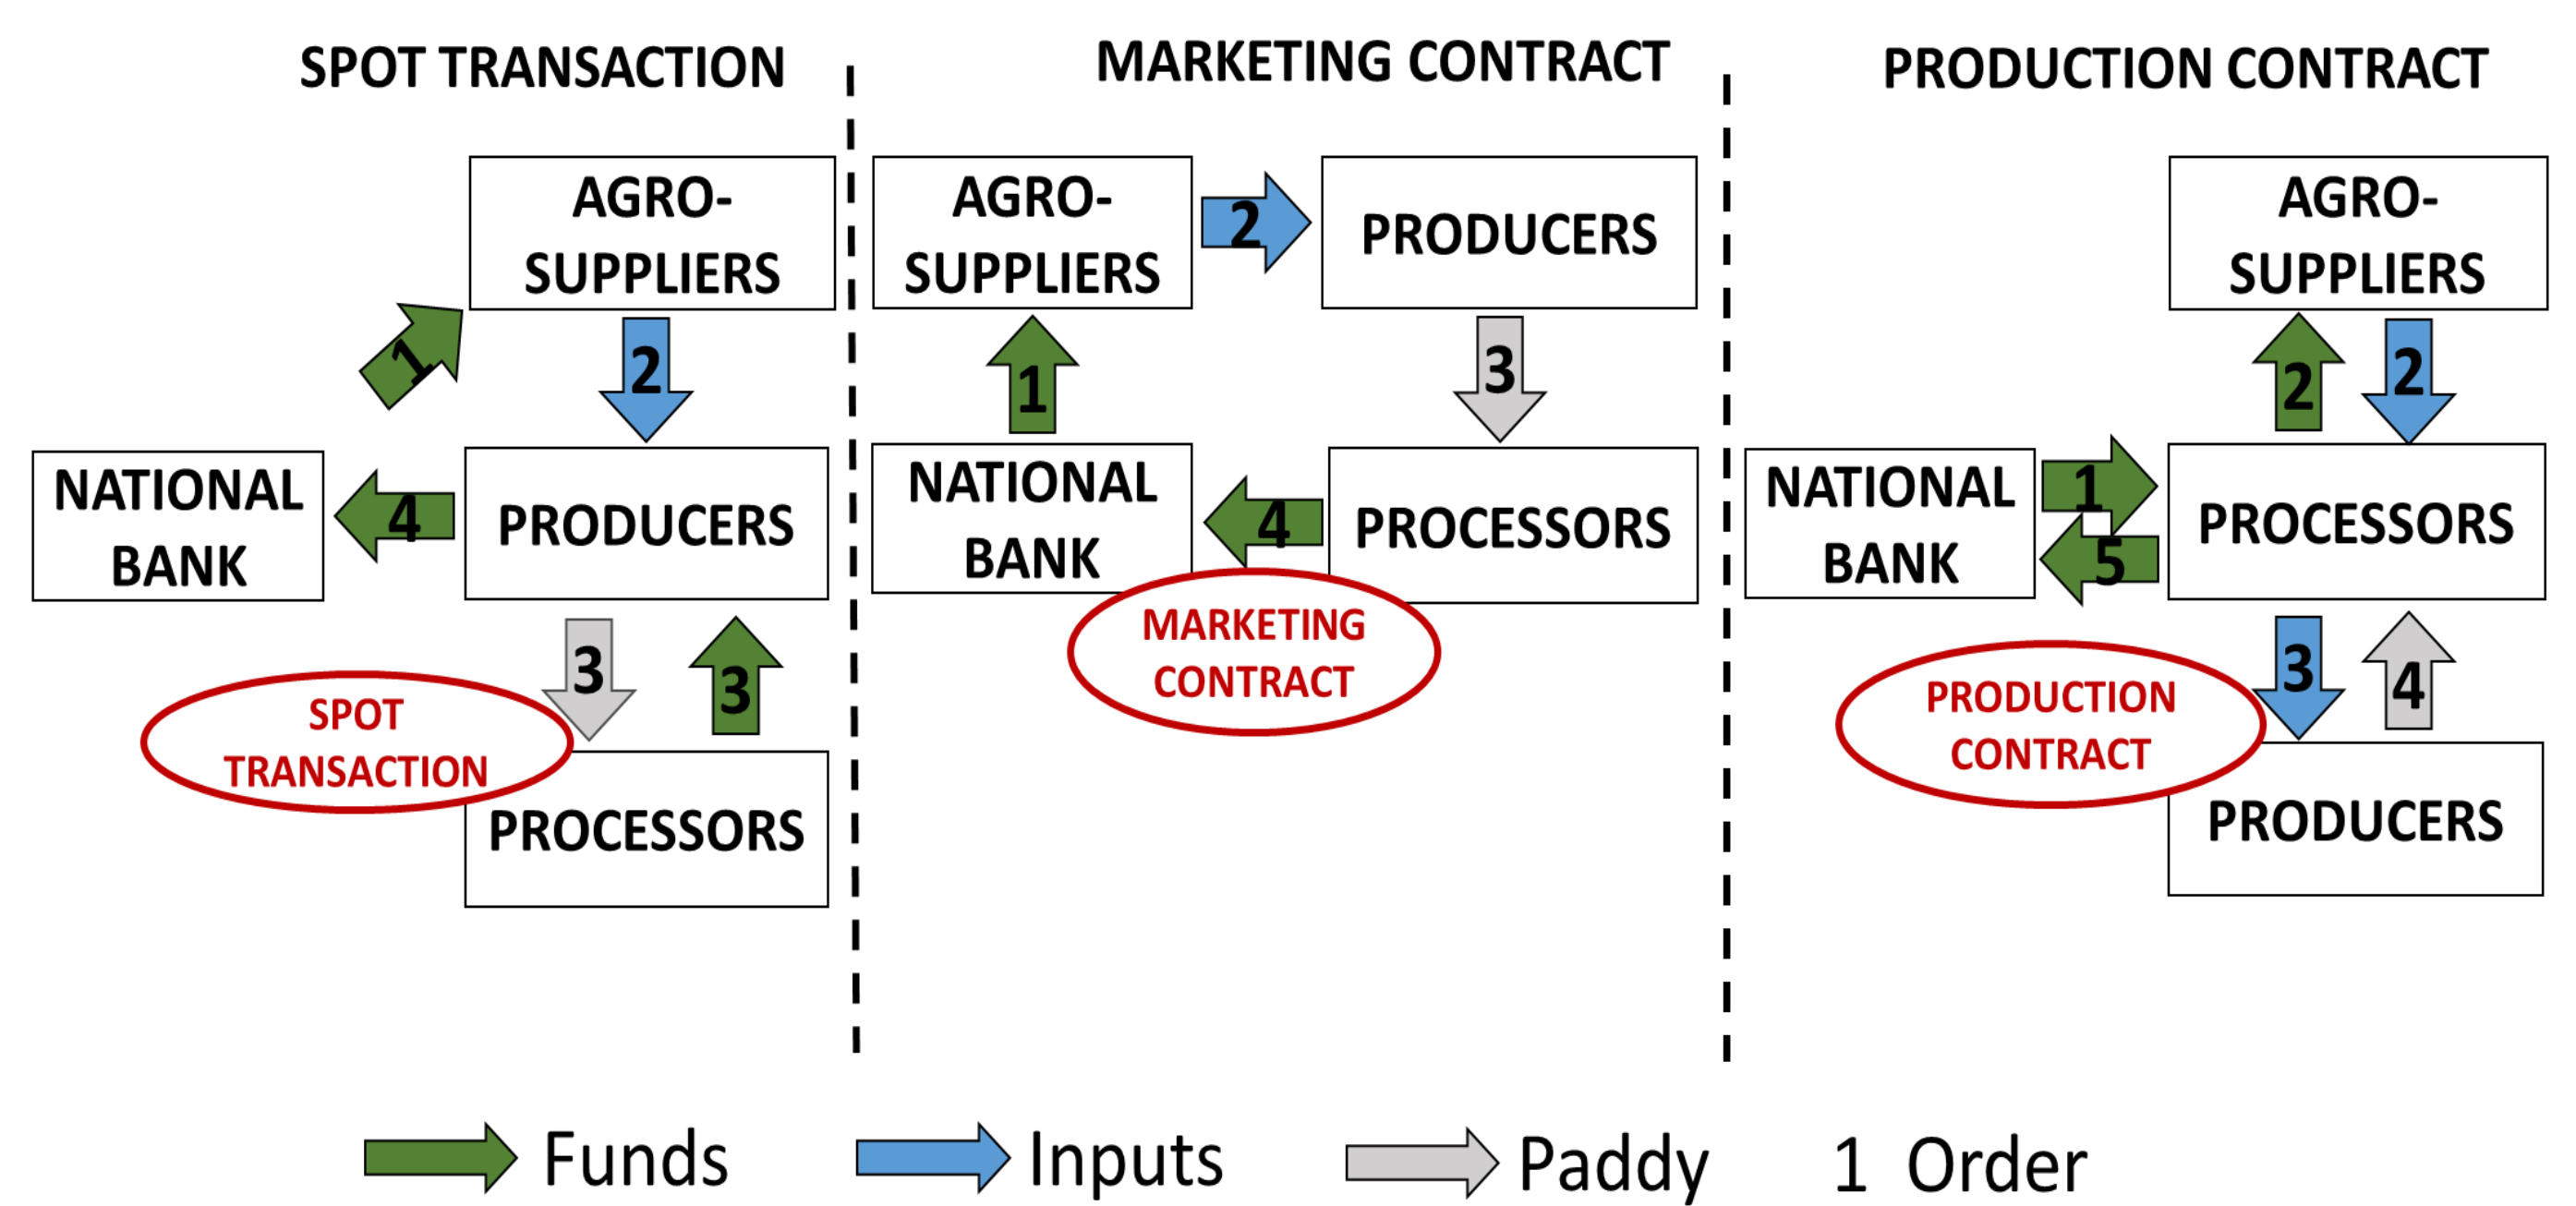 SPOT TRANSACTION
AGRO-
SUPPLIERS
1
2
NATIONAL
BANK
4
PRODUCERS
3
3
SPOT
TRANSACTION
PROCESSORS
MARKETING CONTRACT
AGRO-
SUPPLIERS
2
PRODUCERS
1
3
NATIONAL
BANK
4
PROCESSORS
MARKETING
CONTRACT
PRODUCTION CONTRACT
AGRO-
SUPPLIERS
2
2
NATIONAL
BANK
1
5
PROCESSORS
3
4
PRODUCTION
CONTRACT
PRODUCERS
Funds
Inputs
Paddy
1 Order